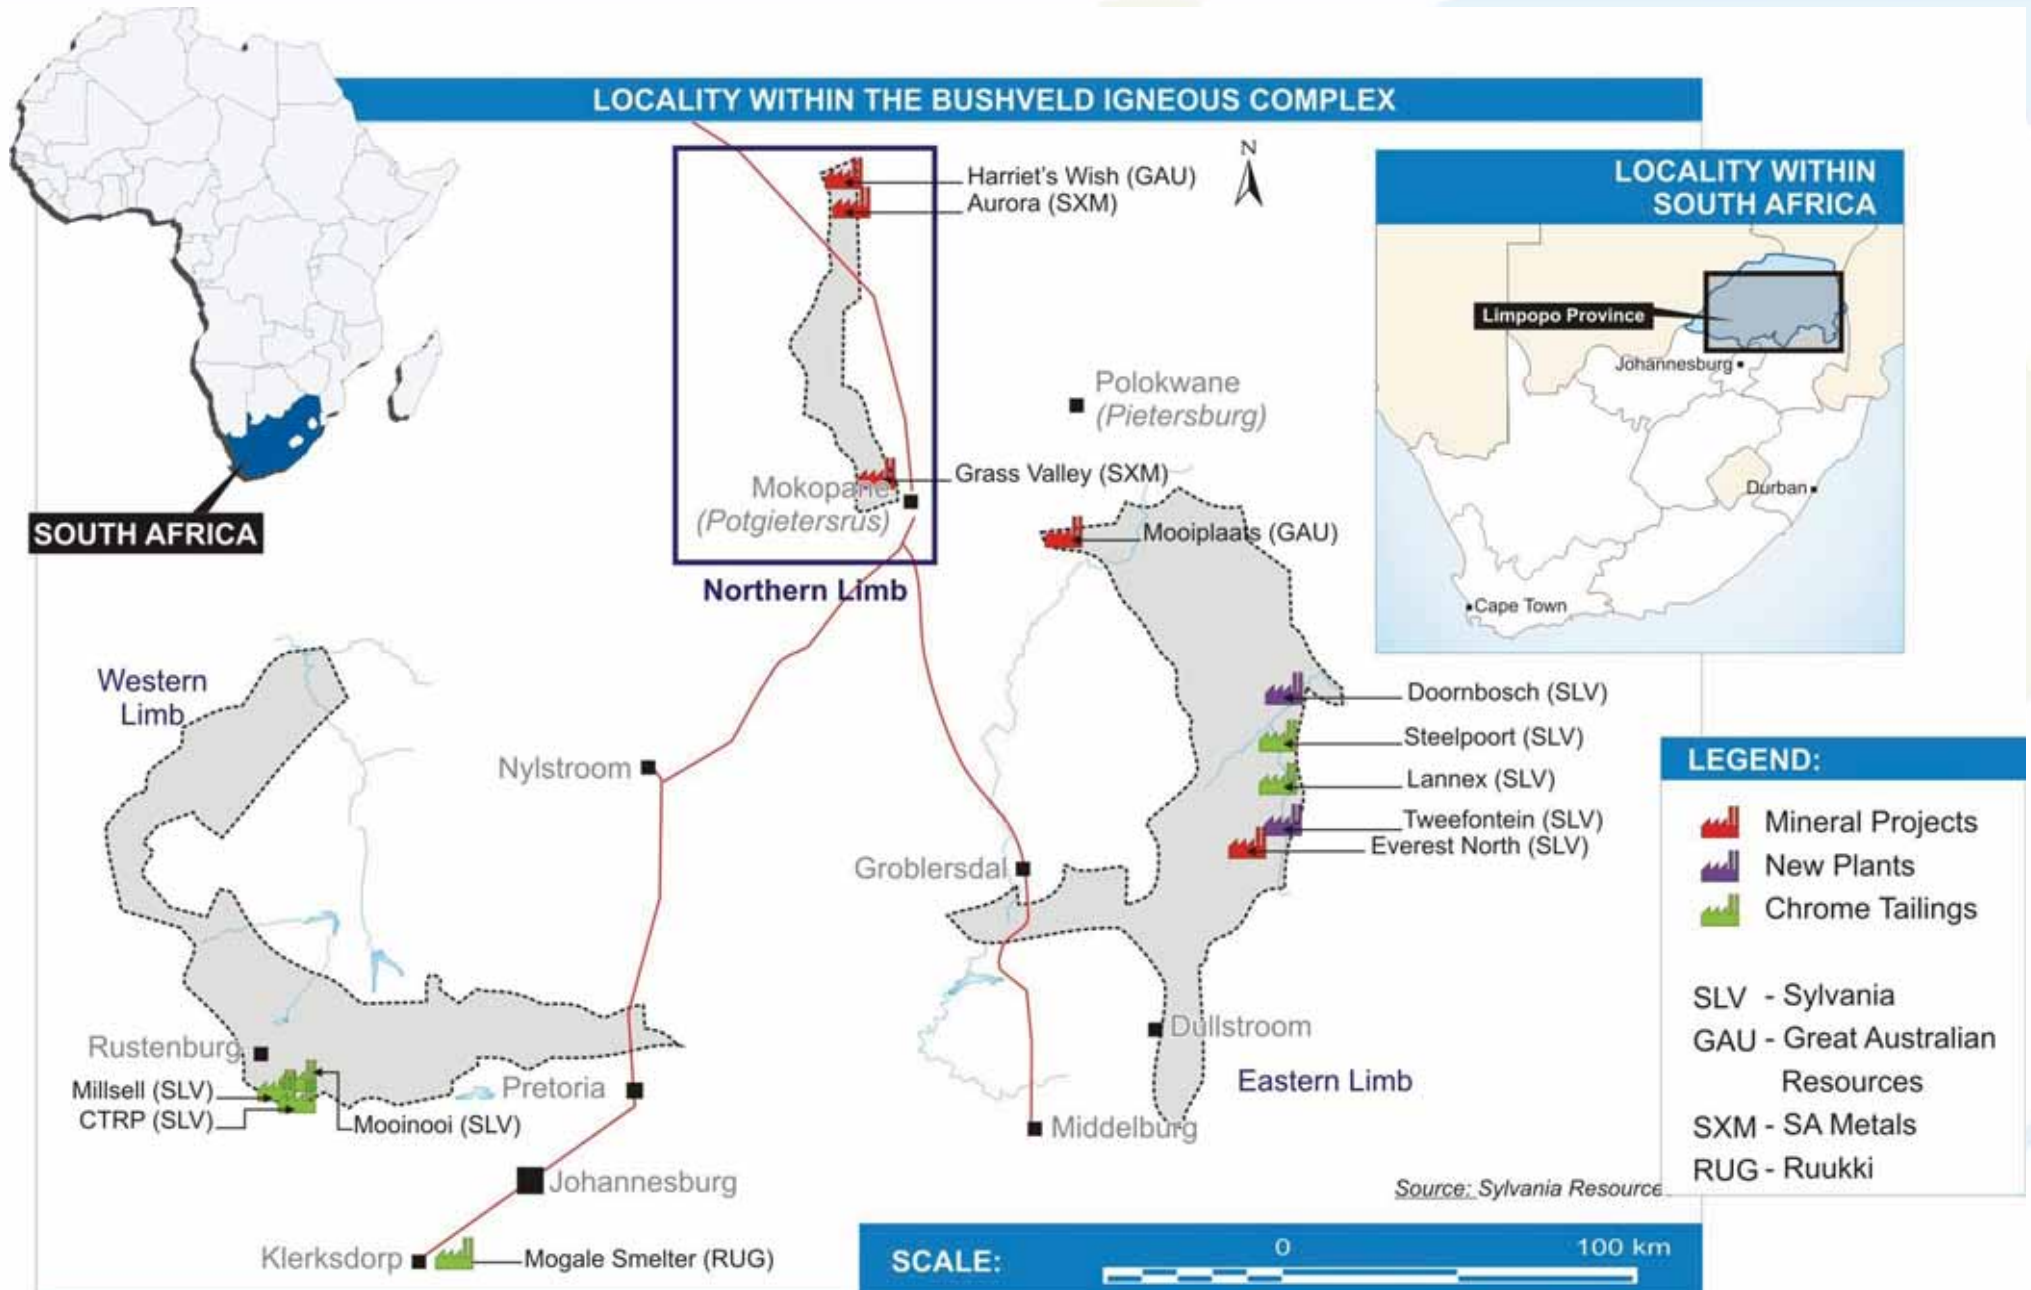 LOCALITY WITHIN THE BUSHVELD IGNEOUS COMPLEX
SOUTH AFRICA
N
Harriet's Wish (GAU)
Aurora (SXM)
Grass Valley (SXM)
Mokopane
(Potgietersrus)
Northern Limb
Polokwane
(Pietersburg)
Mooiplaats (GAU)
LOCALITY WITHIN
SOUTH AFRICA
Limpopo Province
Johannesburg
Durban
Cape Town
Western
Limb
Nylstroom
Groblersdal
Doornbosch (SLV)
Steelpoort (SLV)
Lannex (SLV)
Tweefontein (SLV)
Everest North (SLV)
Rustenburg
Millsell (SLV)
CTRP (SLV)
Mooinooi (SLV)
Pretoria
Johannesburg
Klerksdorp
Mogale Smelter (RUG)
Dullstroom
Eastern Limb
Middelburg
LEGEND:
Mineral Projects
New Plants
Chrome Tailings
SLV - Sylvania
GAU - Great Australian
Resources
SXM - SA Metals
RUG - Ruukki
Source: Sylvania Resource
SCALE:
0
100 km